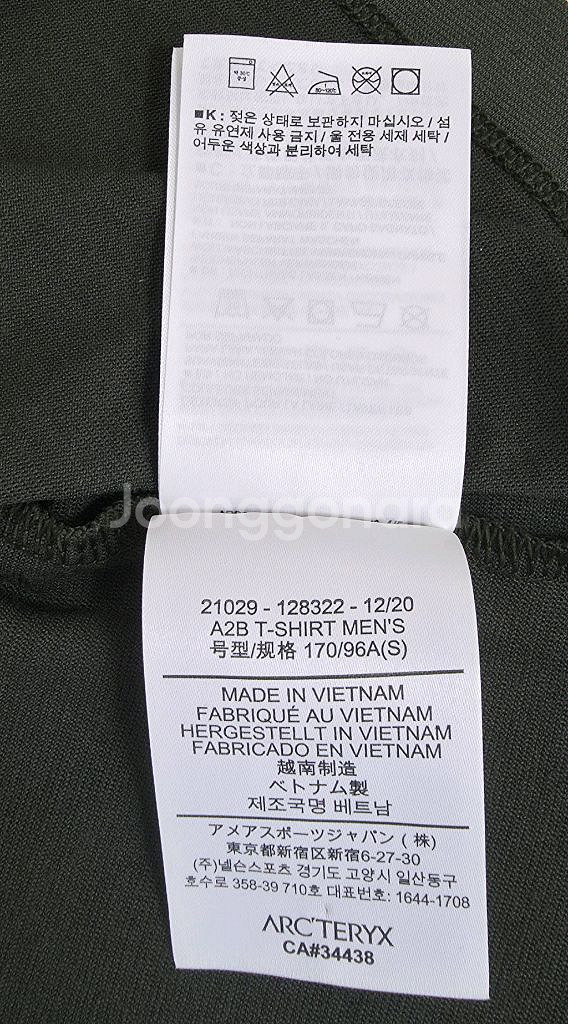 약 30℃
중성
80~120℃
■K : 젖은 상태로 보관하지 마십시오 / 섬
유 유연제 사용 금지 / 울 전용 세제 세탁 /
어두운 색상과 분리하여 세탁
Joonggonara
21029 - 128322 - 12/20
A2B T-SHIRT MEN'S
号型/规格 170/96A(S)
MADE IN VIETNAM
FABRIQUÉ AU VIETNAM
HERGESTELLT IN VIETNAM
FABRICADO EN VIETNAM
越南制造
ベトナム製
제조국명 베트남
アメアスポーツジャパン ( 株)
東京都新宿区新宿6-27-30
(주)넬슨스포츠 경기도 고양시 일산동구
호수로 358-39 710호 대표번호: 1644-1708
ARC'TERYX
CA#34438